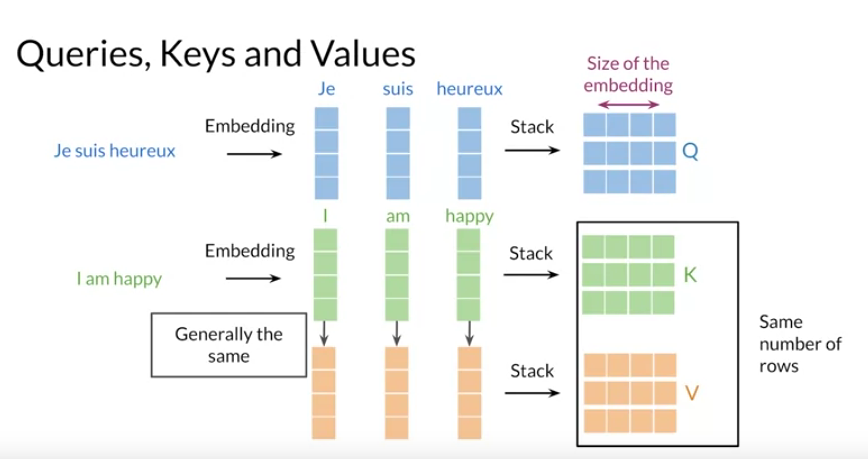 Queries, Keys and Values
Size of the
embedding
Je suis heureux
Embedding
Stack
Je suis heureux
Q
I am happy
Embedding
Stack
I am happy
K
Generally the
same
Same
number of
rows
Stack
V